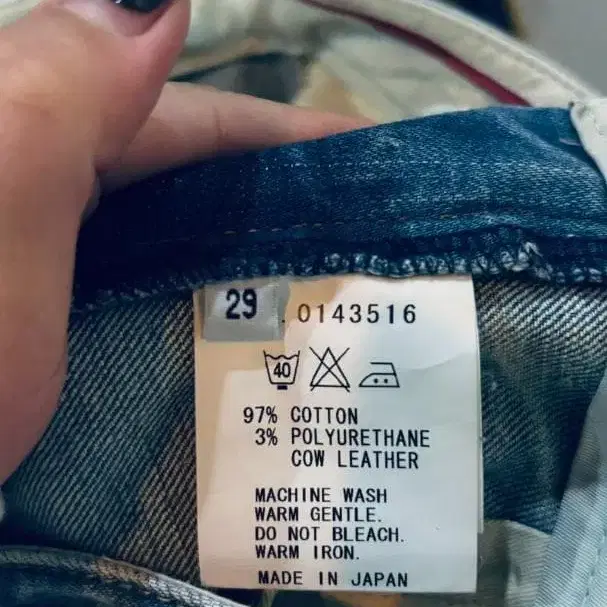 29
.0143516
40
97% COTTON
3% POLYURETHANE
COW LEATHER
MACHINE WASH
WARM GENTLE.
DO NOT BLEACH.
WARM IRON.
MADE IN JAPAN